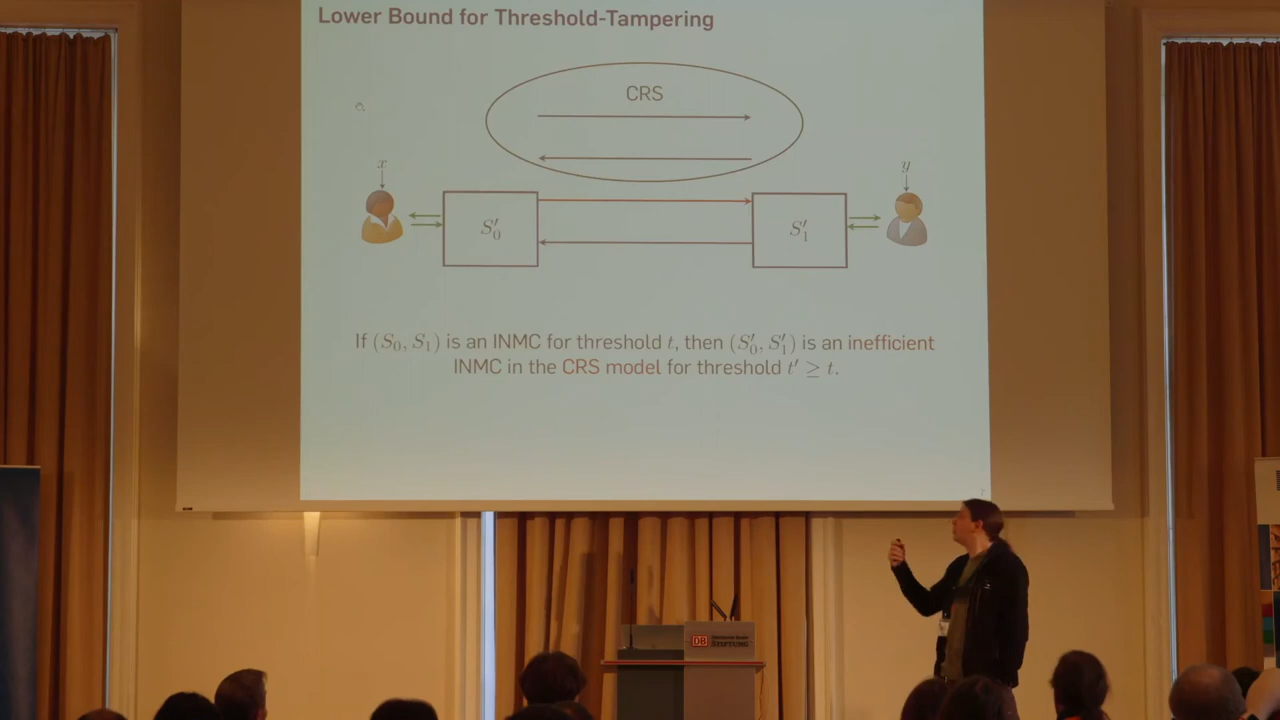 Lower Bound for Threshold-Tampering
CRS
x
y
S′₀
S′₁
If (S₀, S₁) is an INMC for threshold t, then (S′₀, S′₁) is an inefficient
INMC in the CRS model for threshold t′ ≥ t.
DB
STIFTUNG